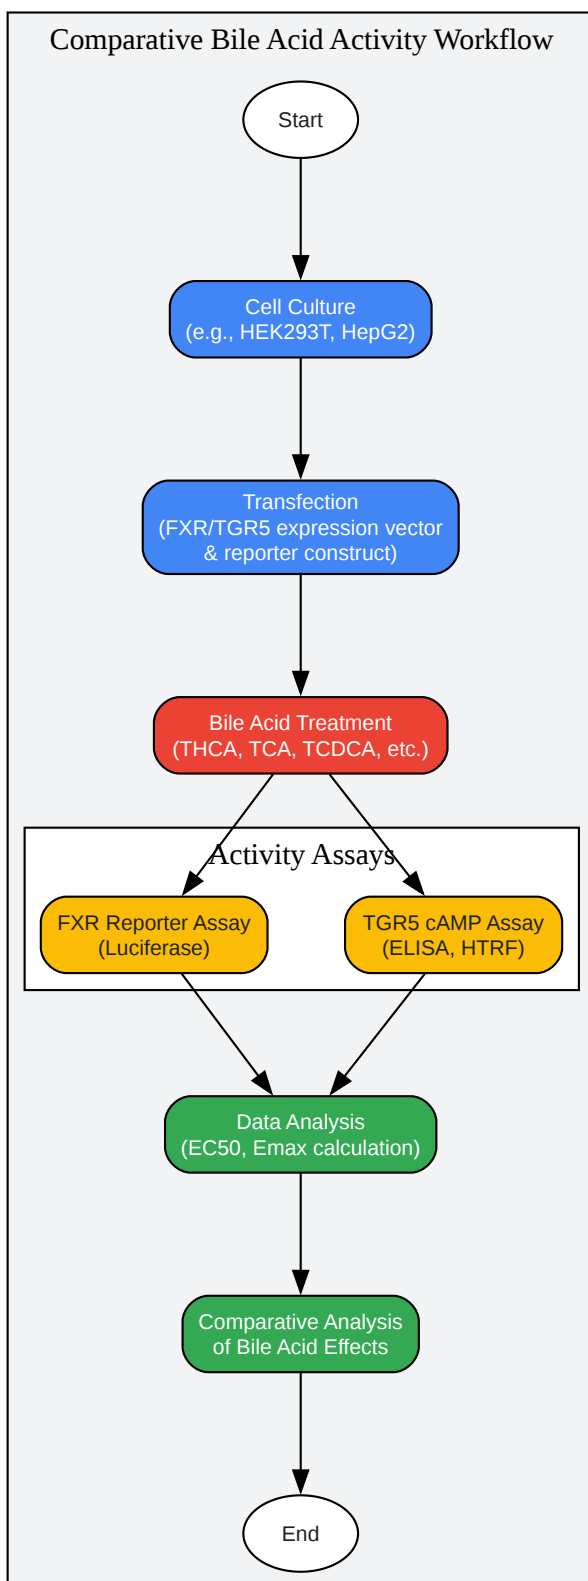 Comparative Bile Acid Activity Workflow
Start
Cell Culture
(e.g., HEK293T, HepG2)
Transfection
(FXR/TGR5 expression vector
& reporter construct)
Bile Acid Treatment
(THCA, TCA, TCDCA, etc.)
Activity Assays
FXR Reporter Assay
(Luciferase)
TGR5 cAMP Assay
(ELISA, HTRF)
Data Analysis
(EC50, Emax calculation)
Comparative Analysis
of Bile Acid Effects
End